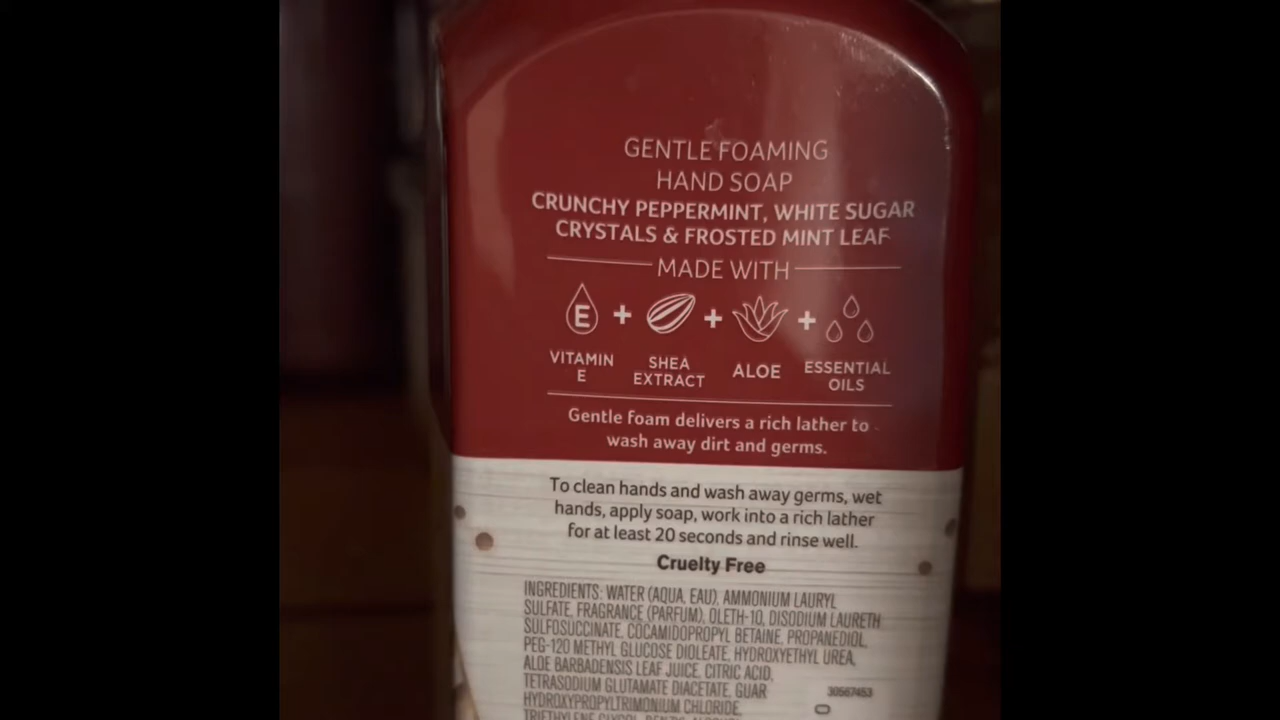 GENTLE FOAMING
HAND SOAP
CRUNCHY PEPPERMINT, WHITE SUGAR
CRYSTALS & FROSTED MINT LEAF
MADE WITH
E + + +
VITAMIN E
SHEA EXTRACT
ALOE
ESSENTIAL OILS
Gentle foam delivers a rich lather to
wash away dirt and germs.
To clean hands and wash away germs, wet
hands, apply soap, work into a rich lather
for at least 20 seconds and rinse well.
Cruelty Free
INGREDIENTS: WATER (AQUA, EAU), AMMONIUM LAURYL
SULFATE, FRAGRANCE (PARFUM), OLETH-10, DISODIUM LAURETH
SULFOSUCCINATE, COCAMIDOPROPYL BETAINE, PROPANEDIOL,
PEG-120 METHYL GLUCOSE DIOLEATE, HYDROXYETHYL UREA,
ALOE BARBADENSIS LEAF JUICE, CITRIC ACID,
TETRASODIUM GLUTAMATE DIACETATE, GUAR
HYDROXYPROPYLTRIMONIUM CHLORIDE,
30567453